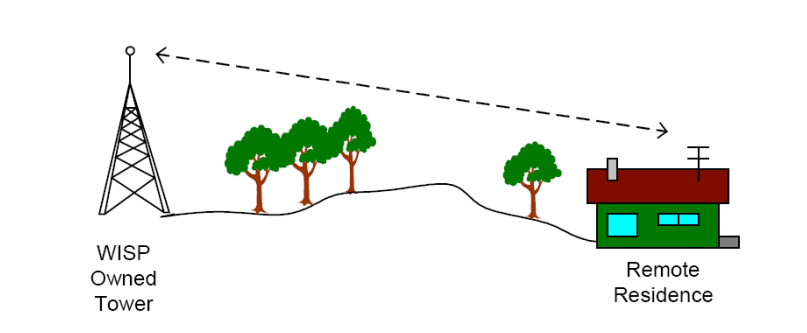 WISP
Owned
Tower
Remote
Residence